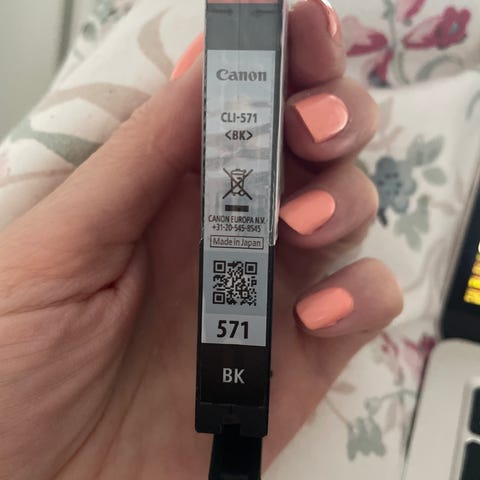 Canon
CLI-571
<BK>
CANON EUROPA N.V.
+31-20-545-8545
Made in Japan
571
BK